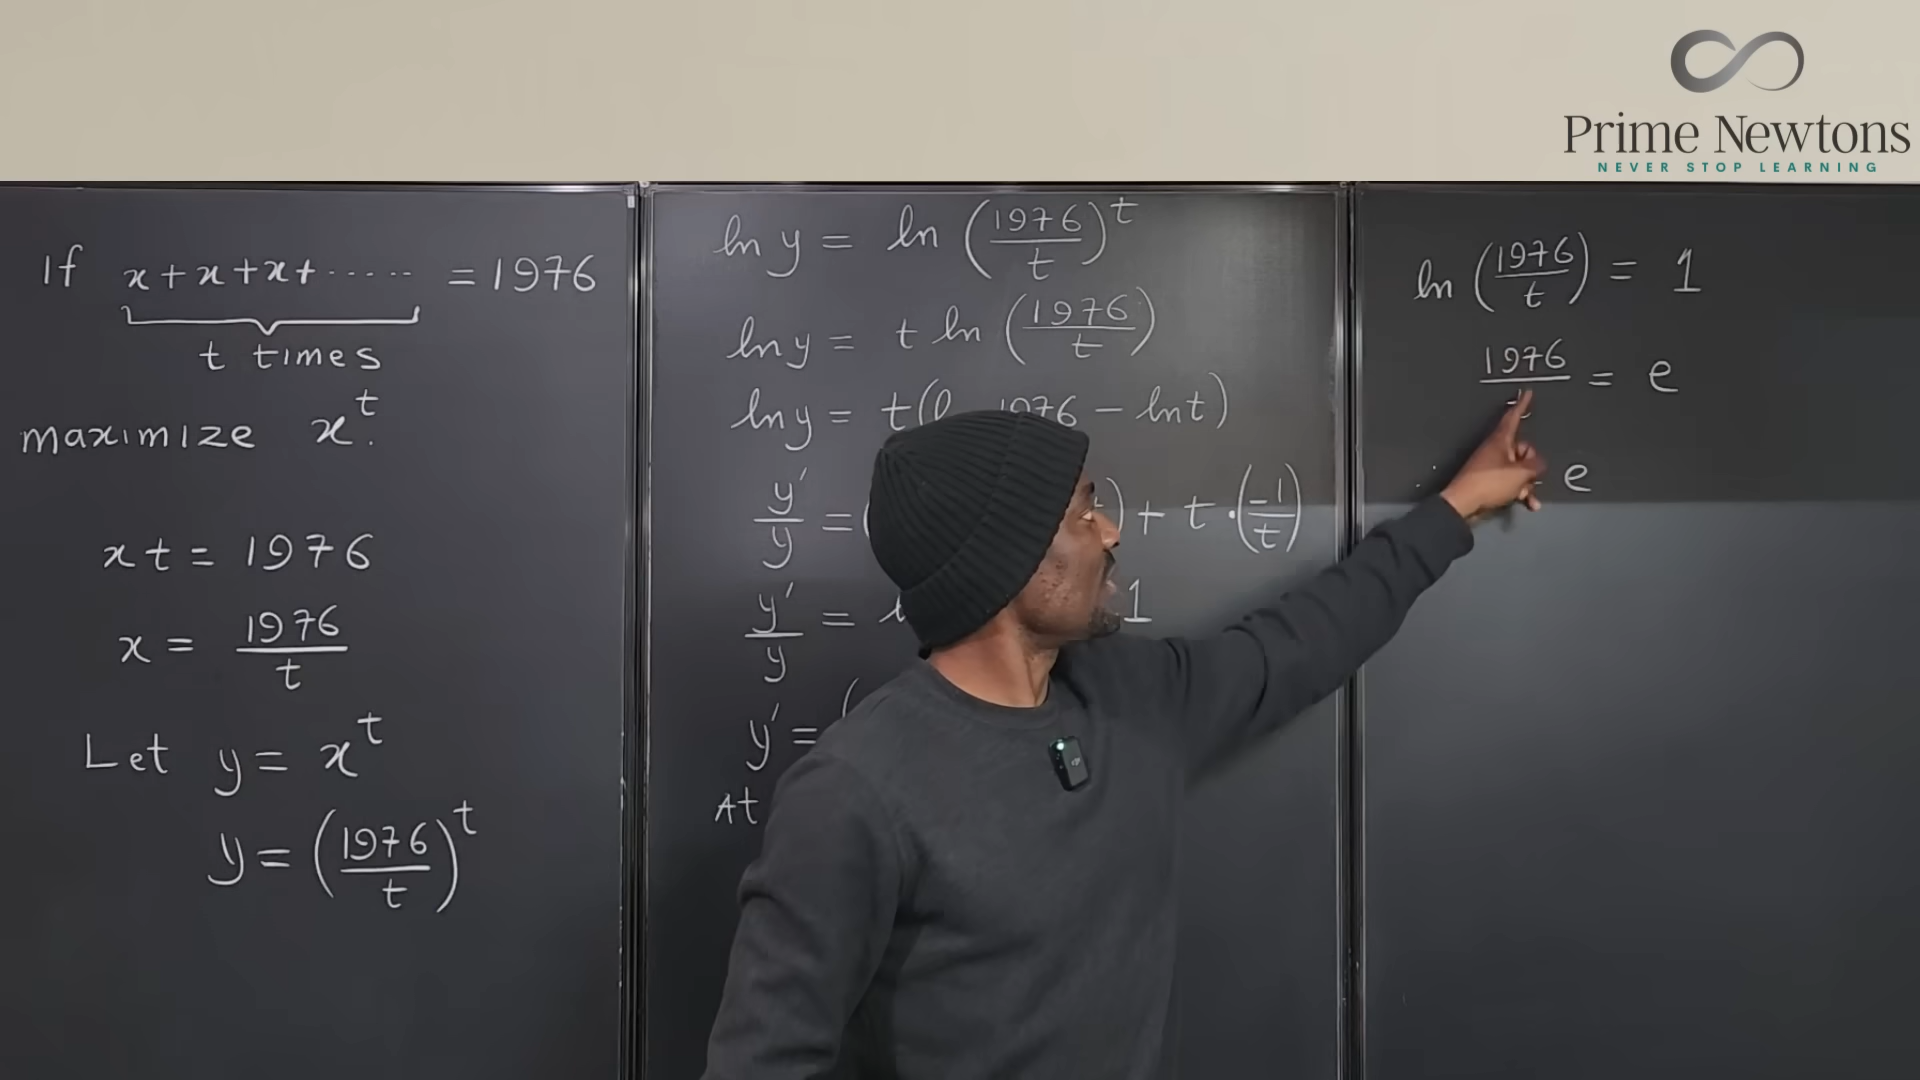 Prime Newtons
NEVER STOP LEARNING
If x+x+x+ ...... = 1976
t times
maximize x^t.
xt = 1976
x = 1976/t
Let y = x^t
y = (1976/t)^t
ln y = ln (1976/t)^t
ln y = t ln (1976/t)
ln y = t( 1976 - ln t)
y'/y = ( ) + t · (-1/t)
y'/y = 1
y' = (
At
ln (1976/t) = 1
1976/ = e
∴ e